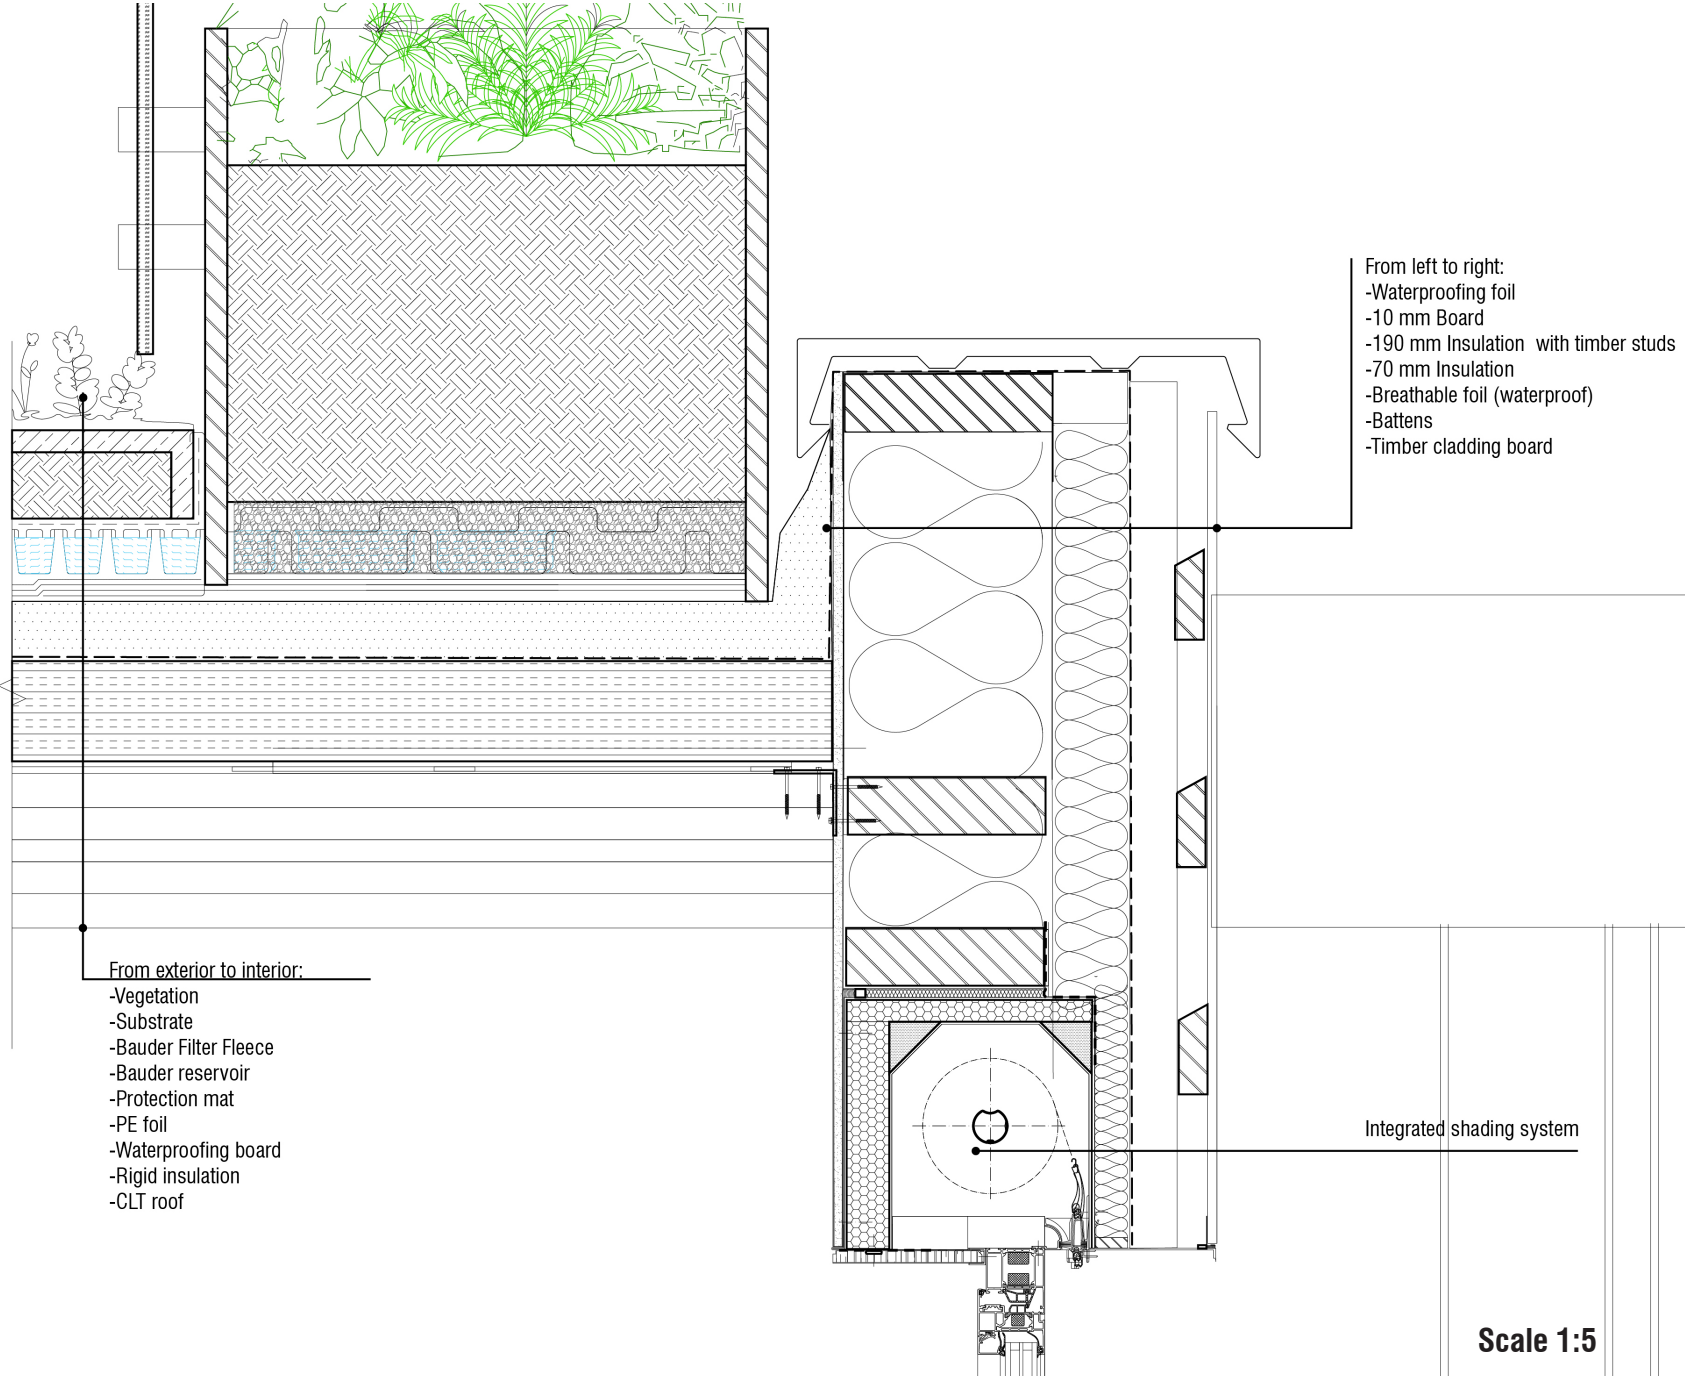 From left to right:
-Waterproofing foil
-10 mm Board
-190 mm Insulation  with timber studs
-70 mm Insulation
-Breathable foil (waterproof)
-Battens
-Timber cladding board
From exterior to interior:
-Vegetation
-Substrate
-Bauder Filter Fleece
-Bauder reservoir
-Protection mat
-PE foil
-Waterproofing board
-Rigid insulation
-CLT roof
Integrated shading system
Scale 1:5